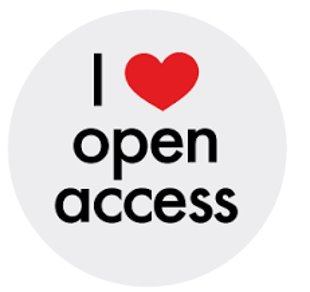 I ❤
open
access